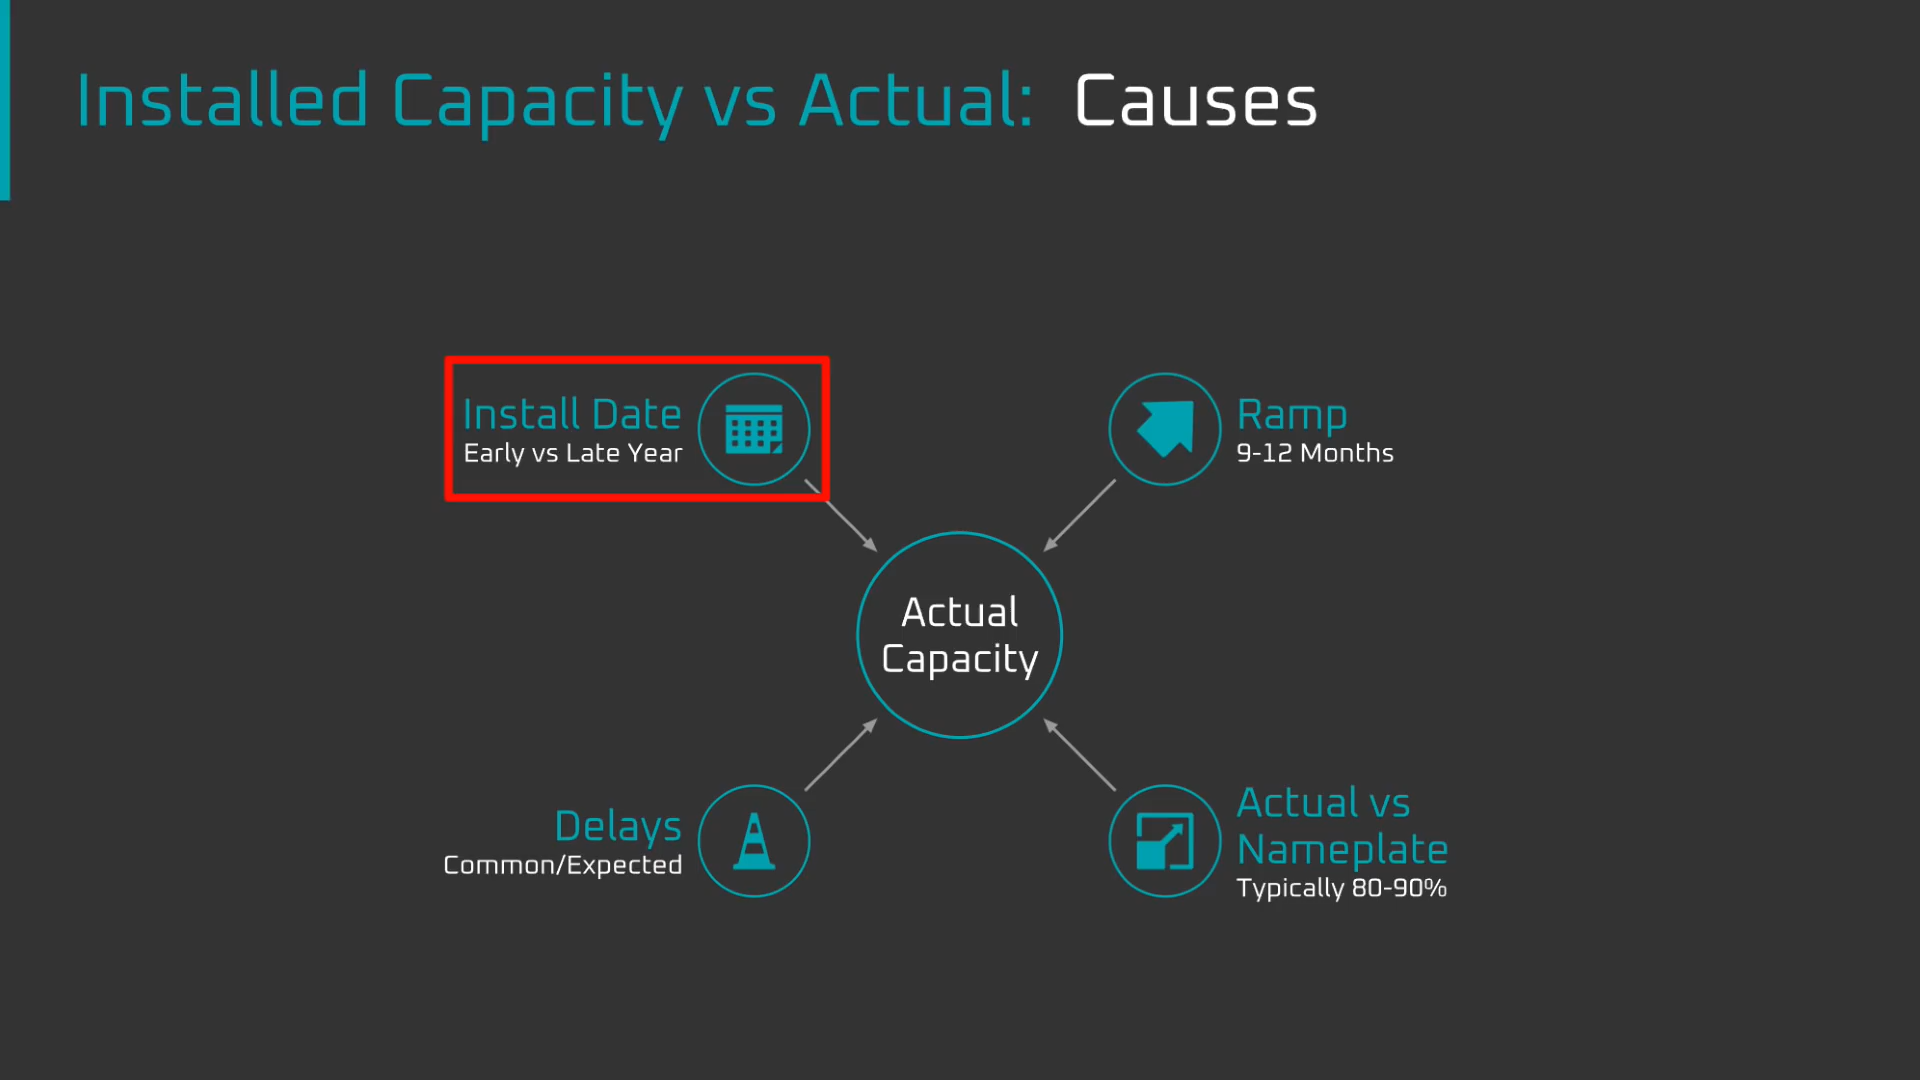 Installed Capacity vs Actual: Causes
Install Date
Early vs Late Year
Ramp
9-12 Months
Actual
Capacity
Delays
Common/Expected
Actual vs
Nameplate
Typically 80-90%